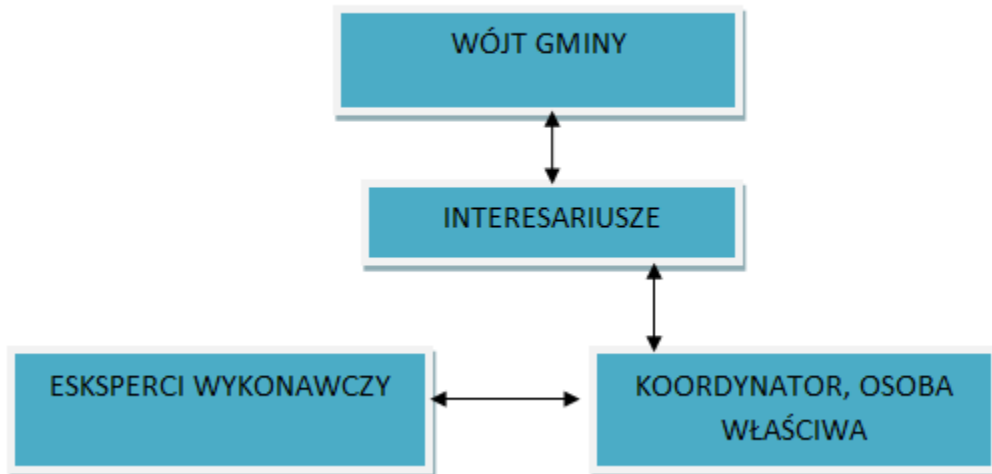 WÓJT GMINY
INTERESARIUSZE
ESKSPERCI WYKONAWCZY
KOORDYNATOR, OSOBA
WŁAŚCIWA